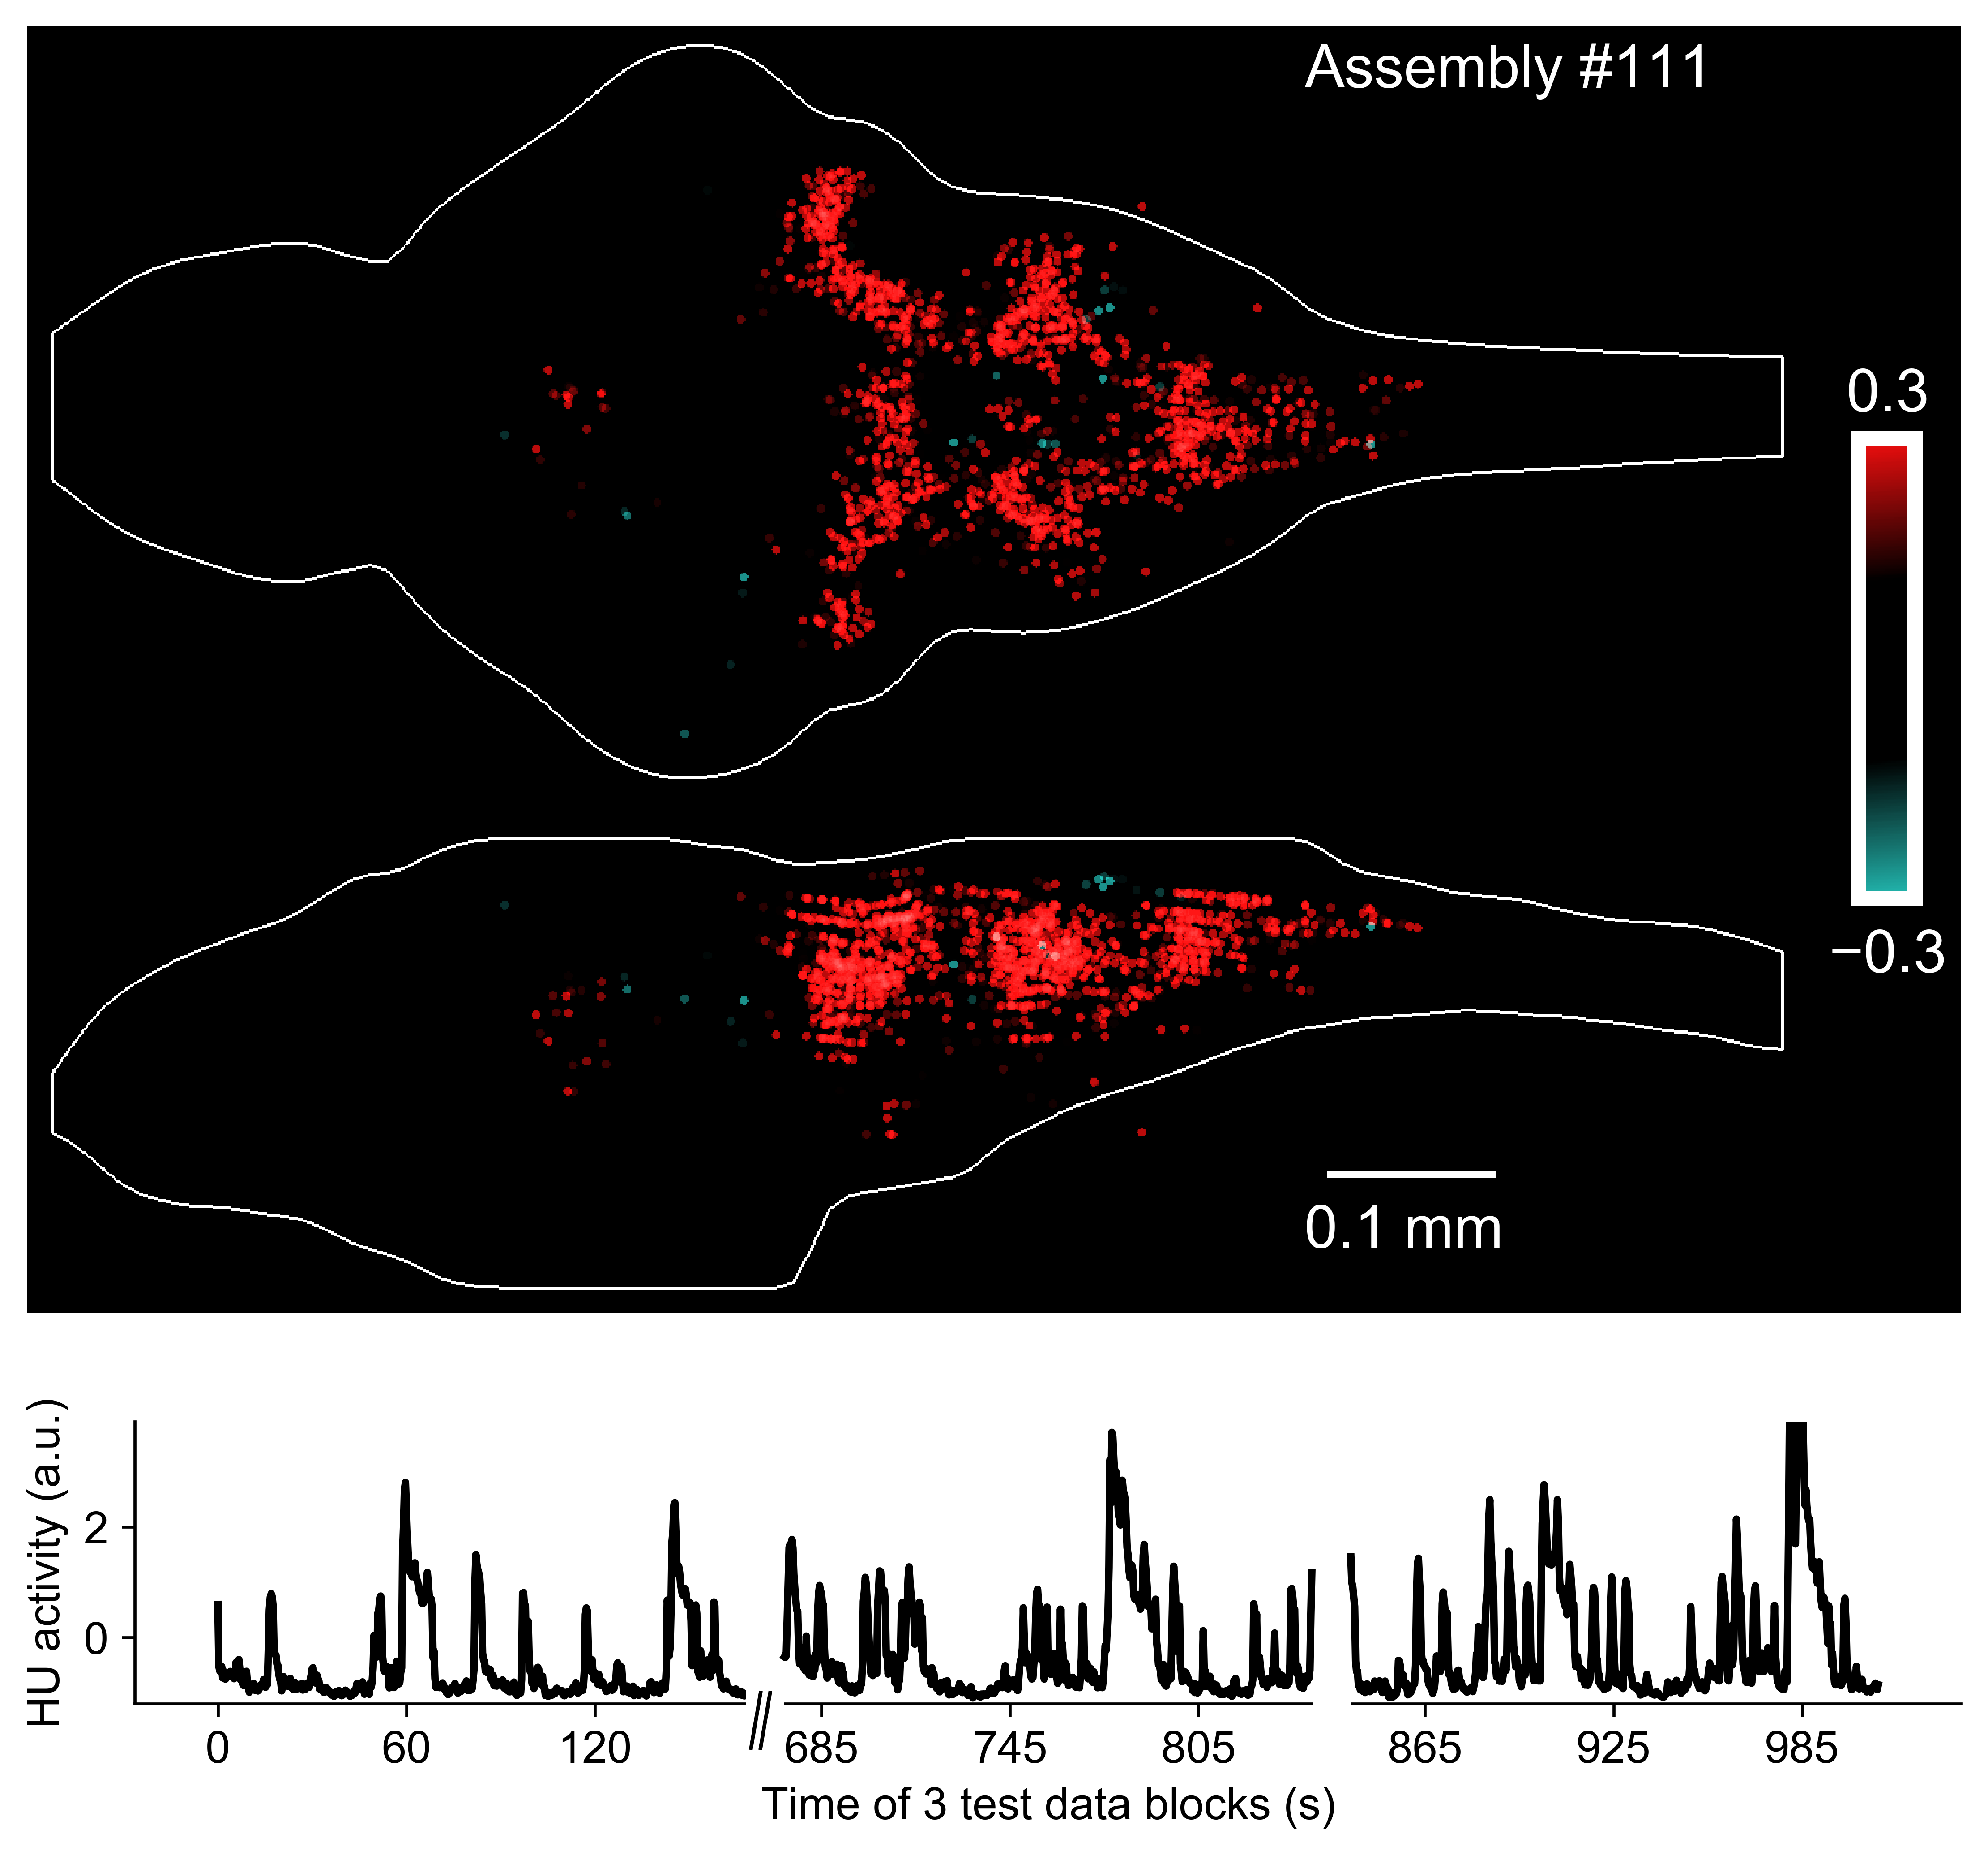 Assembly #111
0.3
−0.3
0.1 mm
HU activity (a.u.)
2
0
0 60 120 685 745 805 865 925 985
Time of 3 test data blocks (s)